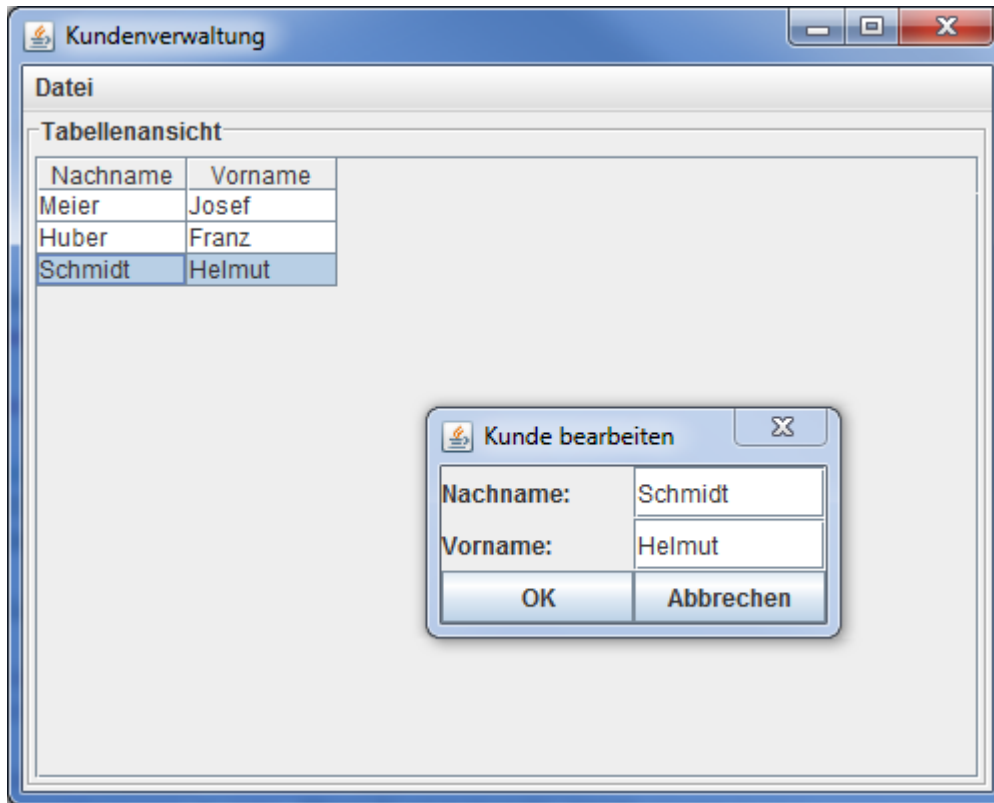 Kundenverwaltung
Datei
Tabellenansicht
Nachname Vorname
Meier Josef
Huber Franz
Schmidt Helmut
Kunde bearbeiten
Nachname: Schmidt
Vorname: Helmut
OK Abbrechen